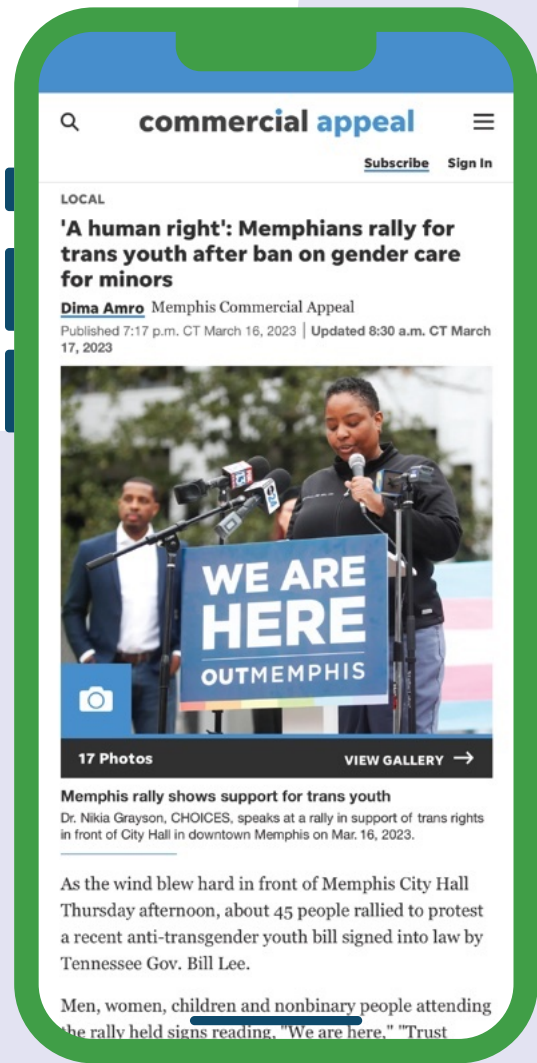 commercial appeal
Subscribe Sign In
LOCAL
'A human right': Memphians rally for
trans youth after ban on gender care
for minors
Dima Amro Memphis Commercial Appeal
Published 7:17 p.m. CT March 16, 2023 | Updated 8:30 a.m. CT March
17, 2023
WE ARE
HERE
OUTMEMPHIS
17 Photos VIEW GALLERY →
Memphis rally shows support for trans youth
Dr. Nikia Grayson, CHOICES, speaks at a rally in support of trans rights
in front of City Hall in downtown Memphis on Mar. 16, 2023.
As the wind blew hard in front of Memphis City Hall
Thursday afternoon, about 45 people rallied to protest
a recent anti-transgender youth bill signed into law by
Tennessee Gov. Bill Lee.
Men, women, children and nonbinary people attending
the rally held signs reading, "We are here," "Trust